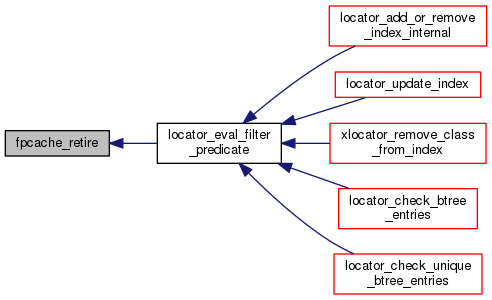 locator_add_or_remove
_index_internal
locator_update_index
fpcache_retire
locator_eval_filter
_predicate
xlocator_remove_class
_from_index
locator_check_btree
_entries
locator_check_unique
_btree_entries